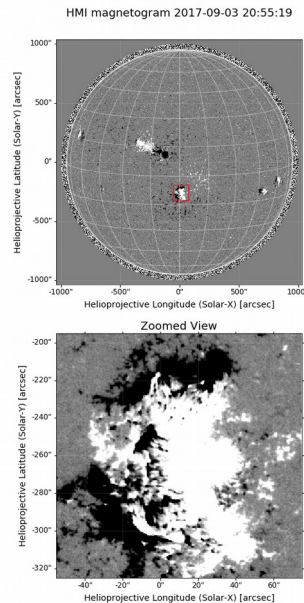 HMI magnetogram 2017-09-03 20:55:19
1000"
500"
0"
-500"
-1000"
-1000" -500" 0" 500" 1000"
Helioprojective Latitude (Solar-Y) [arcsec]
Helioprojective Longitude (Solar-X) [arcsec]
Zoomed View
-200"
-220"
-240"
-260"
-280"
-300"
-320"
-40" -20" 0" 20" 40" 60"
Helioprojective Latitude (Solar-Y) [arcsec]
Helioprojective Longitude (Solar-X) [arcsec]